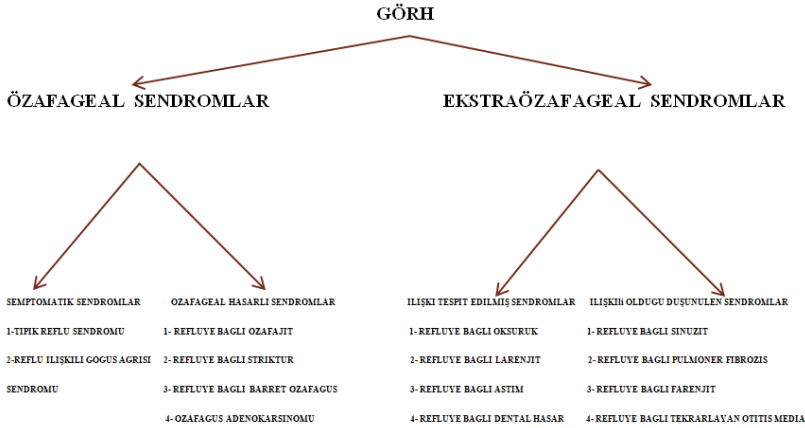 GÖRH
ÖZAFAGEAL SENDROMLAR
EKSTRAÖZAFAGEAL SENDROMLAR
SEMPTOMATIK SENDROMLAR
1-TIPIK REFLU SENDROMU
2-REFLU ILIŞKILI GOGUS AGRISI
SENDROMU
OZAFAGEAL HASARLI SENDROMLAR
1- REFLUYE BAGLI OZAFAJIT
2- REFLUYE BAGLI STRIKTUR
3- REFLUYE BAGLI BARRET OZAFAGUS
4- OZAFAGUS ADENOKARSINOMU
ILIŞKI TESPIT EDILMIŞ SENDROMLAR
1- REFLUYE BAGLI OKSURUK
2- REFLUYE BAGLI LARENJIT
3- REFLUYE BAGLI ASTIM
4- REFLUYE BAGLI DENTAL HASAR
ILIŞKIli OLDUGU DUŞUNULEN SENDROMLAR
1- REFLUYE BAGLI SINUZIT
2- REFLUYE BAGLI PULMONER FIBROZIS
3- REFLUYE BAGLI FARENJIT
4- REFLUYE BAGLI TEKRARLAYAN OTITIS MEDIA